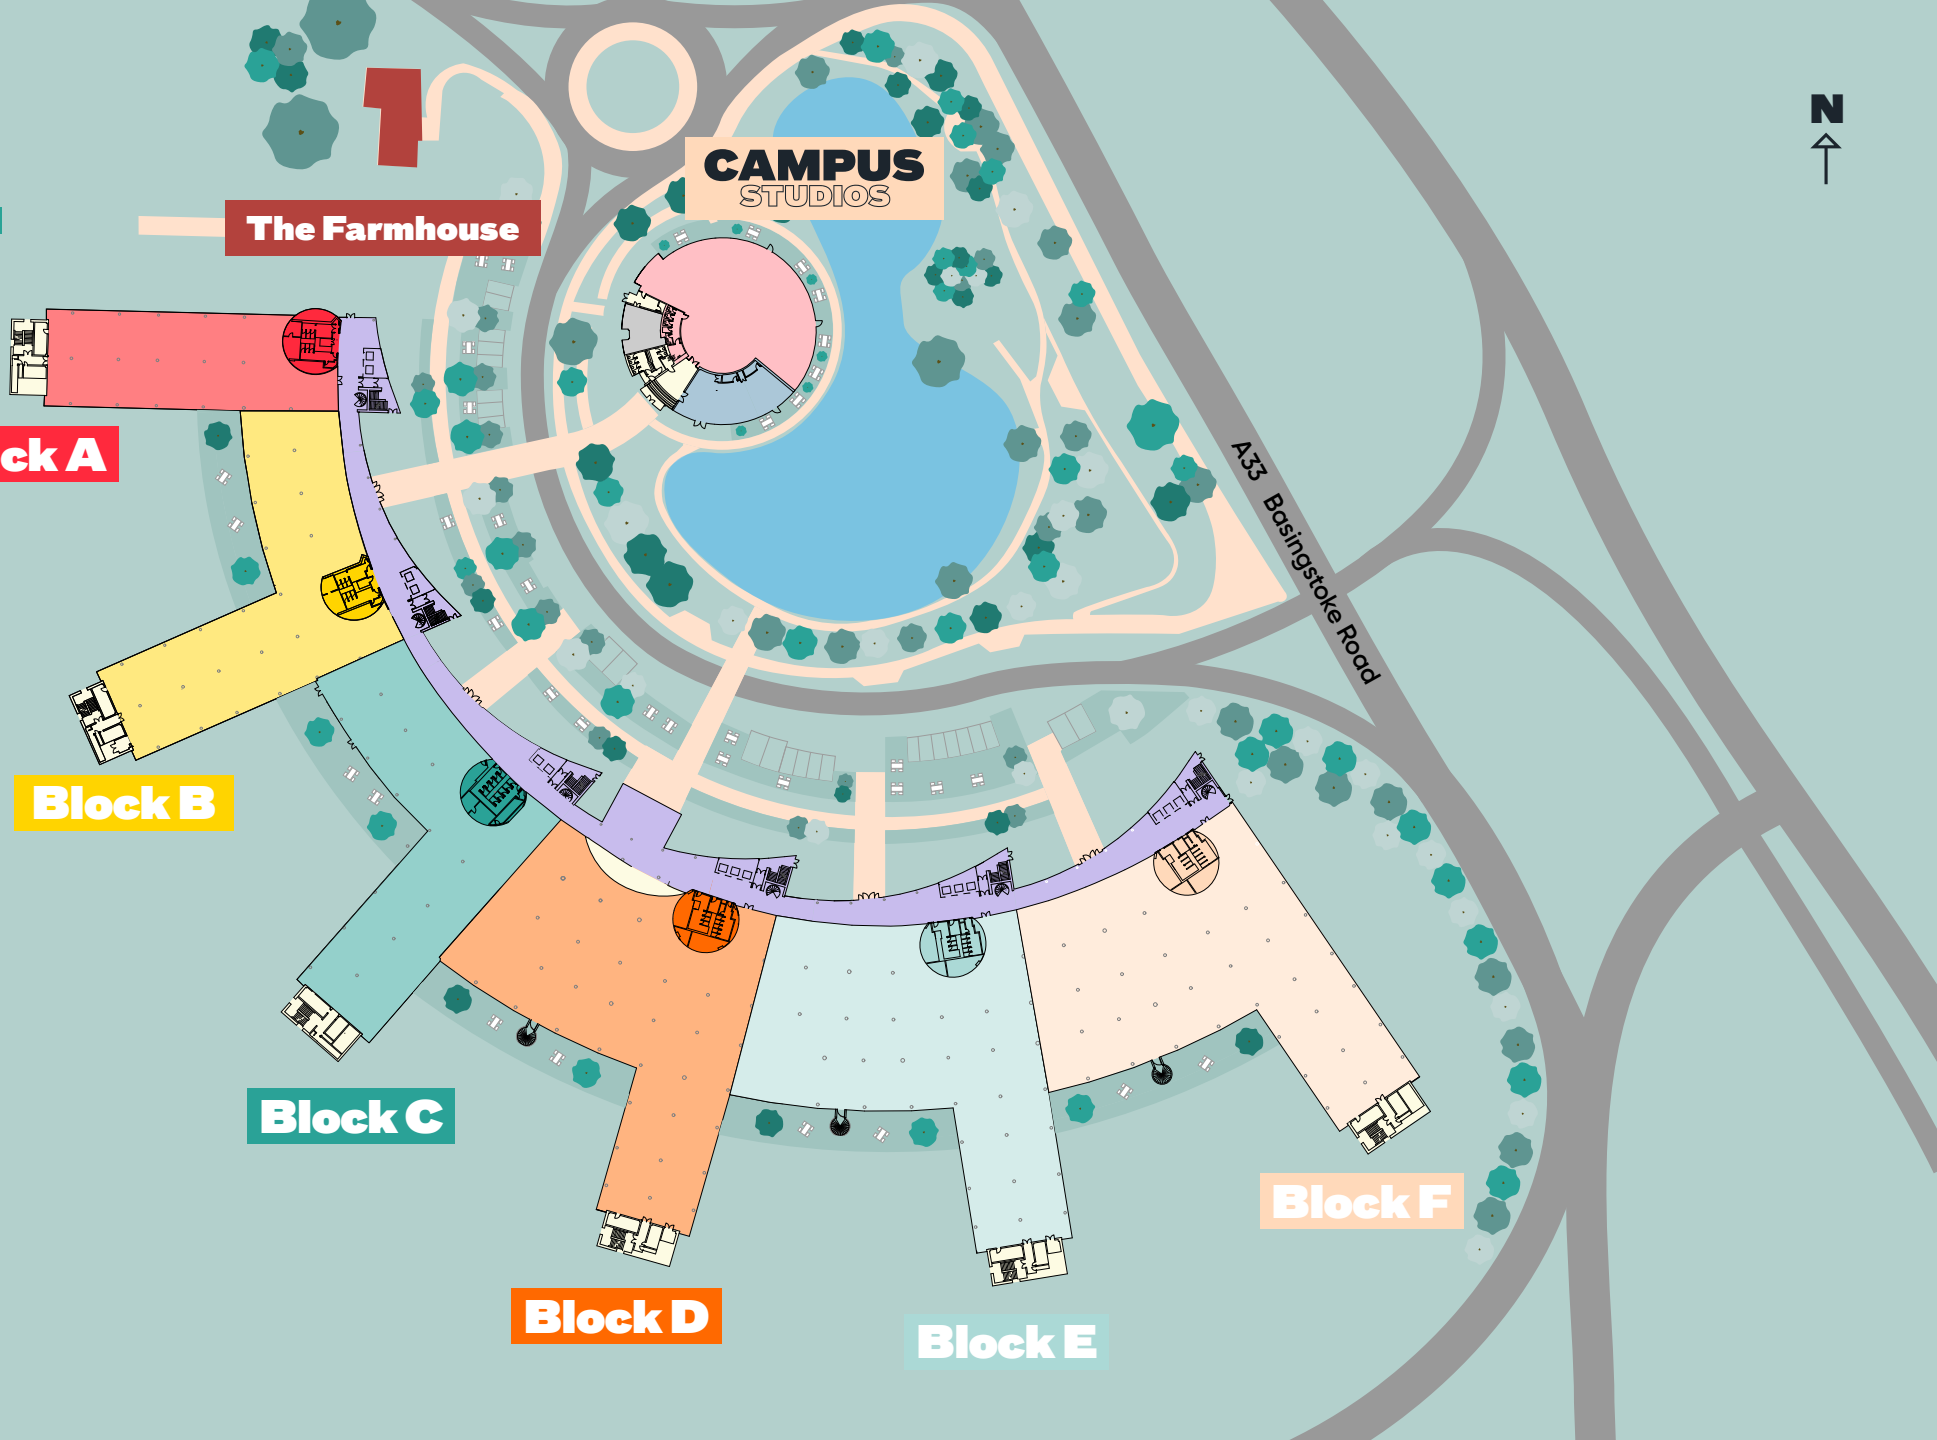 N
CAMPUS
STUDIOS
The Farmhouse
ck A
A33 Basingstoke Road
Block B
Block C
Block F
Block D
Block E